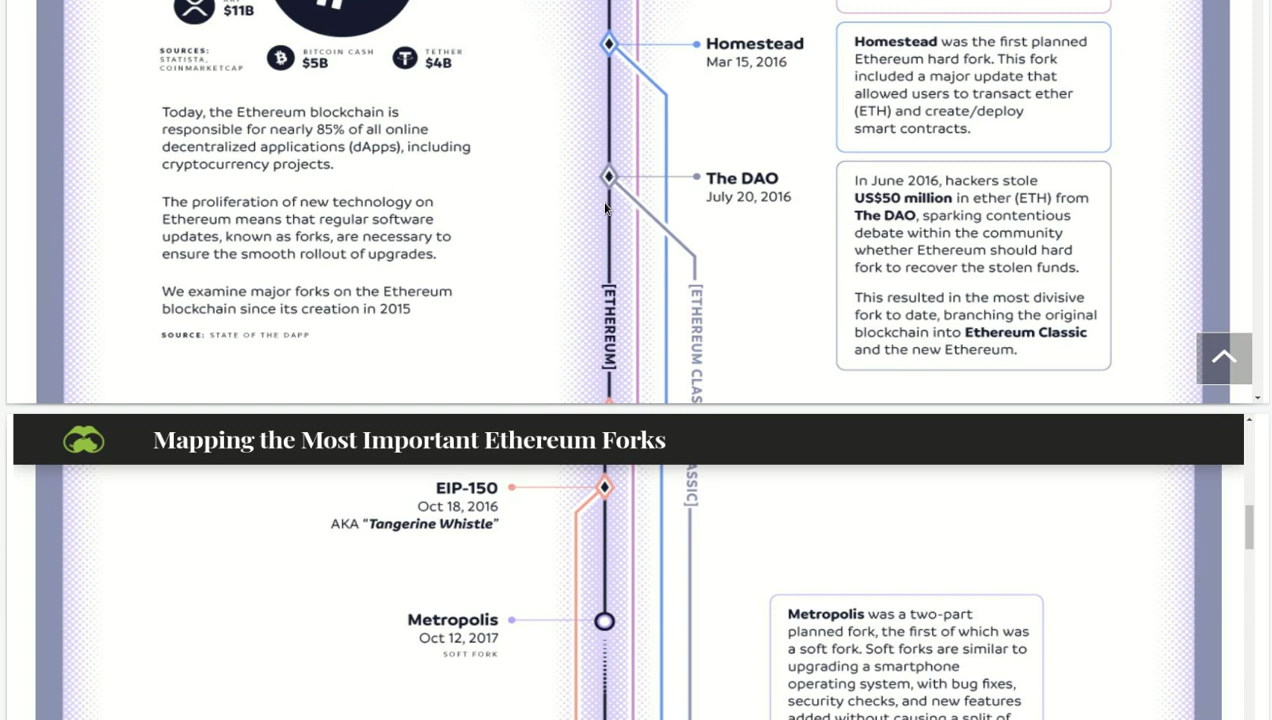 $11B
SOURCES:
STATISTA,
COINMARKETCAP
BITCOIN CASH
$5B
TETHER
$4B
Today, the Ethereum blockchain is
responsible for nearly 85% of all online
decentralized applications (dApps), including
cryptocurrency projects.
The proliferation of new technology on
Ethereum means that regular software
updates, known as forks, are necessary to
ensure the smooth rollout of upgrades.
We examine major forks on the Ethereum
blockchain since its creation in 2015
SOURCE: STATE OF THE DAPP
Homestead
Mar 15, 2016
The DAO
July 20, 2016
[ETHEREUM]
[ETHEREUM CLAS
Homestead was the first planned
Ethereum hard fork. This fork
included a major update that
allowed users to transact ether
(ETH) and create/deploy
smart contracts.
In June 2016, hackers stole
US$50 million in ether (ETH) from
The DAO, sparking contentious
debate within the community
whether Ethereum should hard
fork to recover the stolen funds.
This resulted in the most divisive
fork to date, branching the original
blockchain into Ethereum Classic
and the new Ethereum.
Mapping the Most Important Ethereum Forks
EIP-150
Oct 18, 2016
AKA “Tangerine Whistle”
ASSIC]
Metropolis
Oct 12, 2017
SOFT FORK
Metropolis was a two-part
planned fork, the first of which was
a soft fork. Soft forks are similar to
upgrading a smartphone
operating system, with bug fixes,
security checks, and new features
added without causing a split of